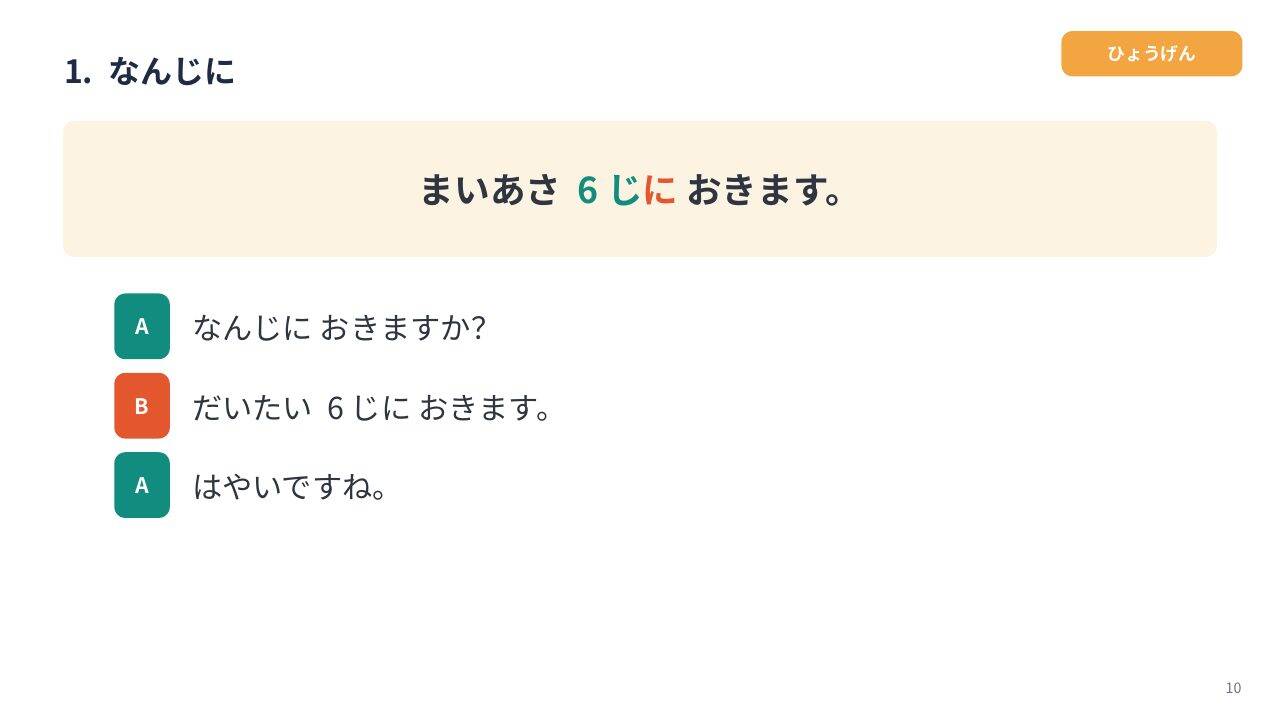 1. なんじに
ひょうげん
まいあさ 6 じに おきます。
A なんじに おきますか?
B だいたい 6 じに おきます。
A はやいですね。
10